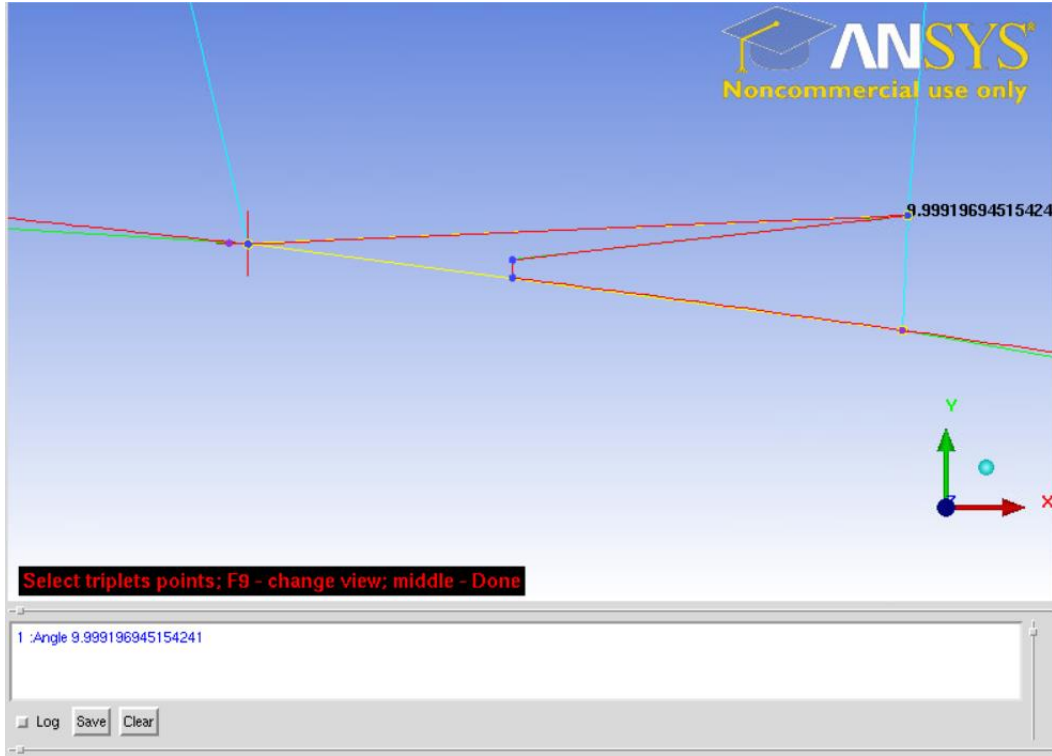 ANSYS®
Noncommercial use only
9.99919694515424
Y
X
Select triplets points; F9 - change view; middle - Done
1 :Angle 9.999196945154241
Log Save Clear